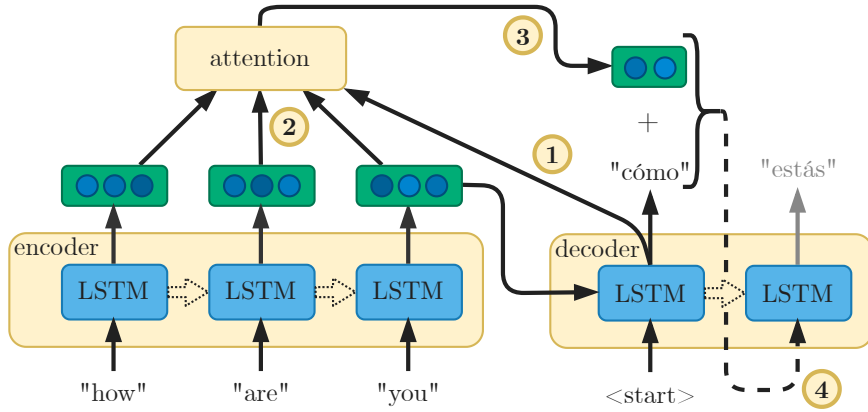 attention
3
2
1
+
"cómo"
"estás"
encoder
decoder
LSTM
LSTM
LSTM
LSTM
LSTM
"how"
"are"
"you"
<start>
4